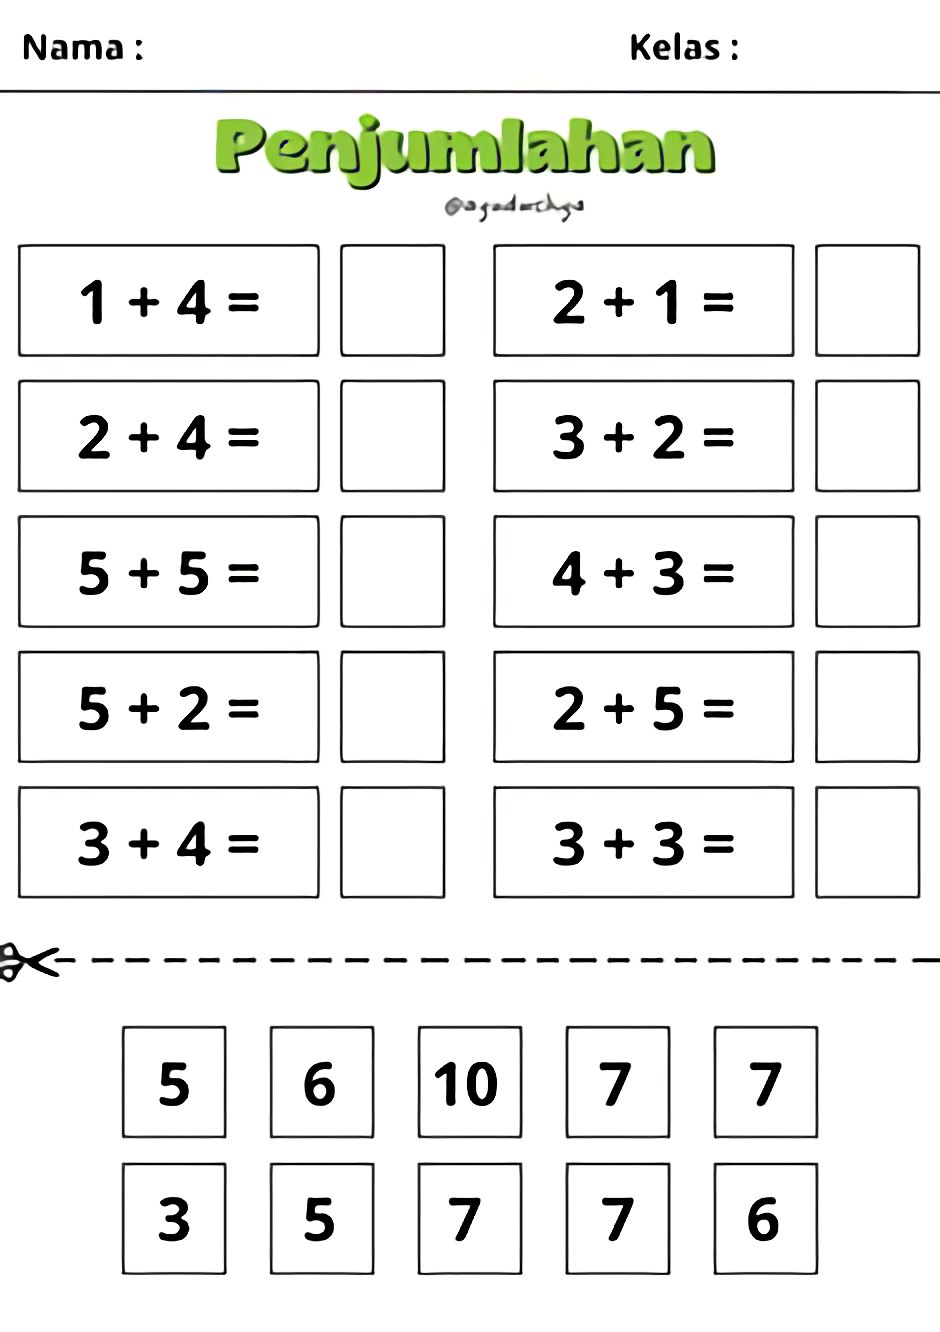 Nama : Kelas :
Penjumlahan
1 + 4 = 2 + 1 =
2 + 4 = 3 + 2 =
5 + 5 = 4 + 3 =
5 + 2 = 2 + 5 =
3 + 4 = 3 + 3 =
5 6 10 7 7
3 5 7 7 6